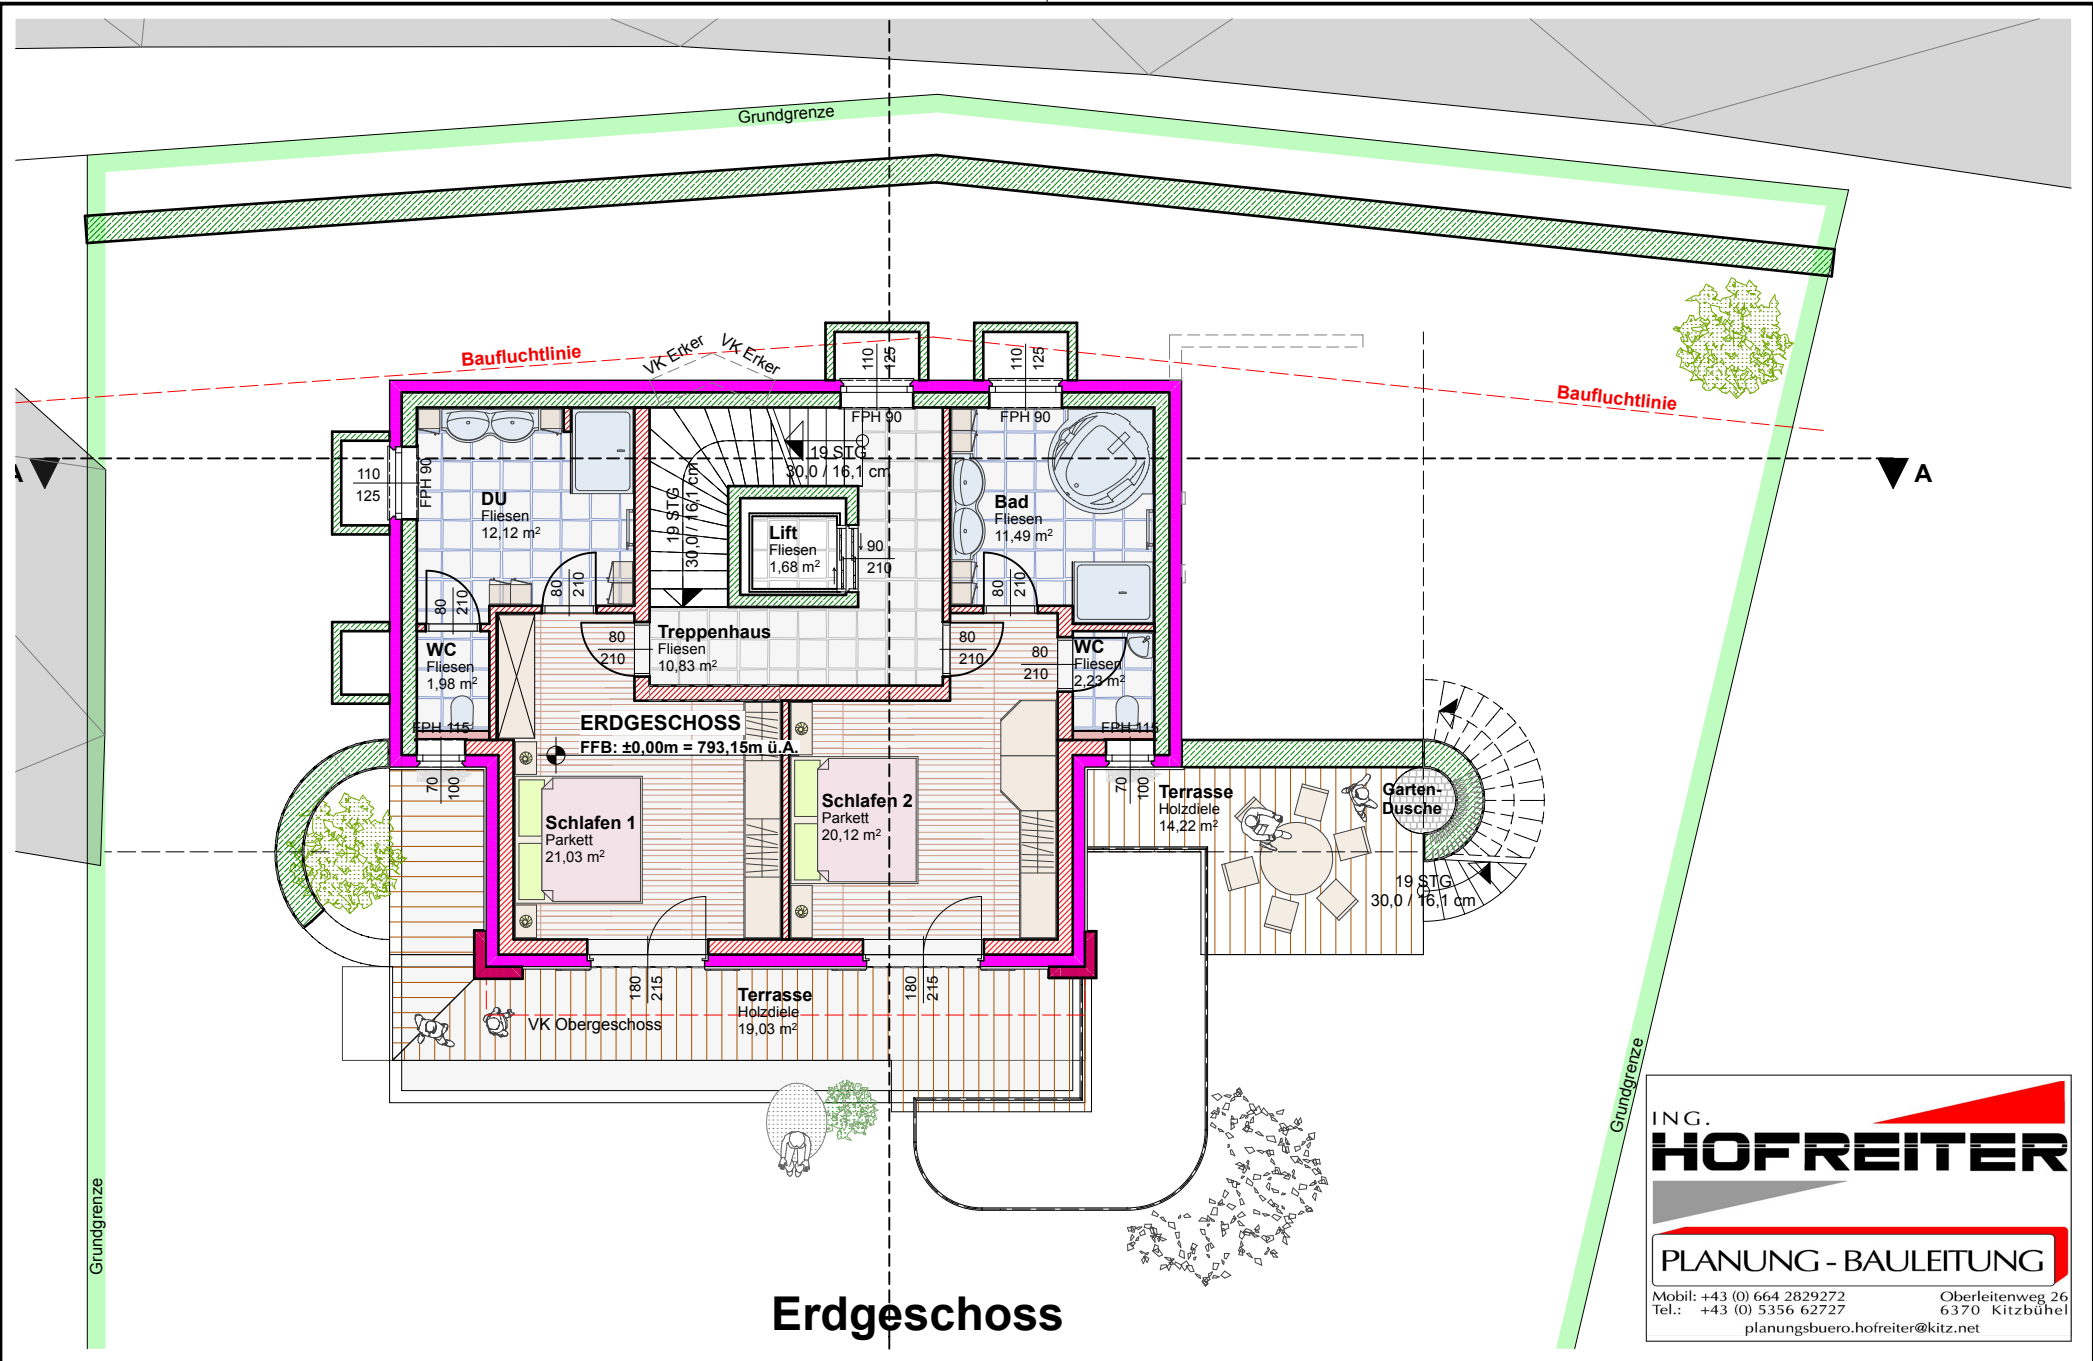 Grundgrenze
Baufluchtlinie
VK Erker
VK Erker
110
125
110
125
Baufluchtlinie
FPH 90
FPH 90
A
A
110
125
FPH 90
DU
Fliesen
12,12 m²
19 STG
30,0 / 16,1 cm
19 STG
30,0 / 16,1 cm
Lift
Fliesen
1,68 m²
90
210
Bad
Fliesen
11,49 m²
80
210
80
210
80
210
WC
Fliesen
1,98 m²
FPH 115
80
210
Treppenhaus
Fliesen
10,83 m²
80
210
80
210
WC
Fliesen
2,23 m²
FPH 115
ERDGESCHOSS
FFB: ±0,00m = 793,15m ü.A.
70
100
70
100
Schlafen 1
Parkett
21,03 m²
Schlafen 2
Parkett
20,12 m²
Terrasse
Holzdiele
14,22 m²
Garten-
Dusche
19 STG
30,0 / 16,1 cm
180
215
180
215
Terrasse
Holzdiele
19,03 m²
VK Obergeschoss
Grundgrenze
Grundgrenze
Erdgeschoss
ING.
HOFREITER
PLANUNG - BAULEITUNG
Mobil: +43 (0) 664 2829272 Oberleitenweg 26
Tel.: +43 (0) 5356 62727 6370 Kitzbühel
planungsbuero.hofreiter@kitz.net